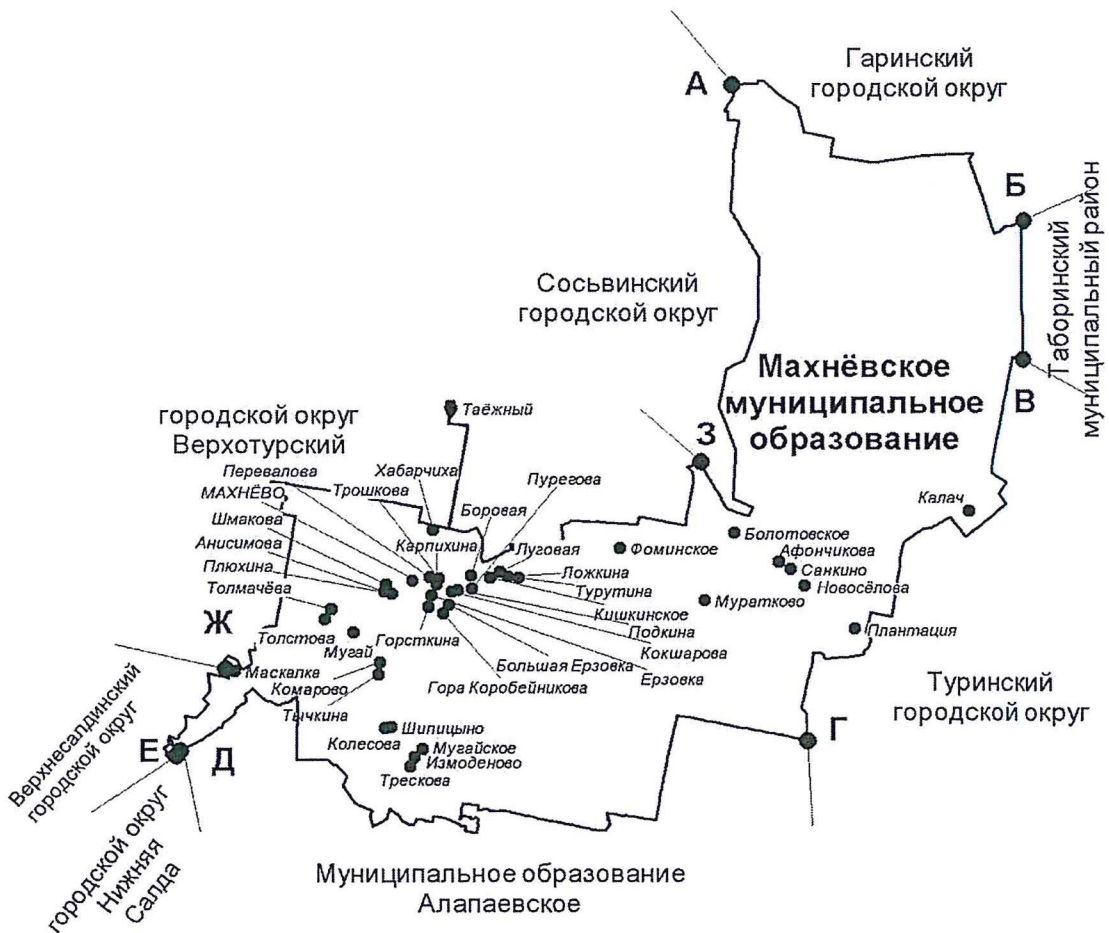 Гаринский
городской округ
А
Б
Таборинский
муниципальный район
Сосьвинский
городской округ
Махнёвское
муниципальное
образование
В
З
городской округ
Верхотурский
Таёжный
Хабарчиха
Перевалова
МАХНЁВО
Трошкова
Пурегова
Боровая
Шмакова
Карпихина
Луговая
Фоминское
Болотовское
Калач
Анисимова
Афончикова
Плюхина
Ложкина
Санкино
Толмачёва
Турутина
Новосёлова
Кишкинское
Муратково
Ж
Толстова
Горсткина
Подкина
Плантация
Мугай
Кокшарова
Маскалка
Большая Ерзовка
Комарово
Гора Коробейникова
Ерзовка
Тычкина
Туринский
городской округ
Верхнесалдинский
городской округ
Е
Д
Г
Шипицыно
Колесова
Мугайское
Измоденово
Трескова
городской округ
Нижняя
Салда
Муниципальное образование
Алапаевское